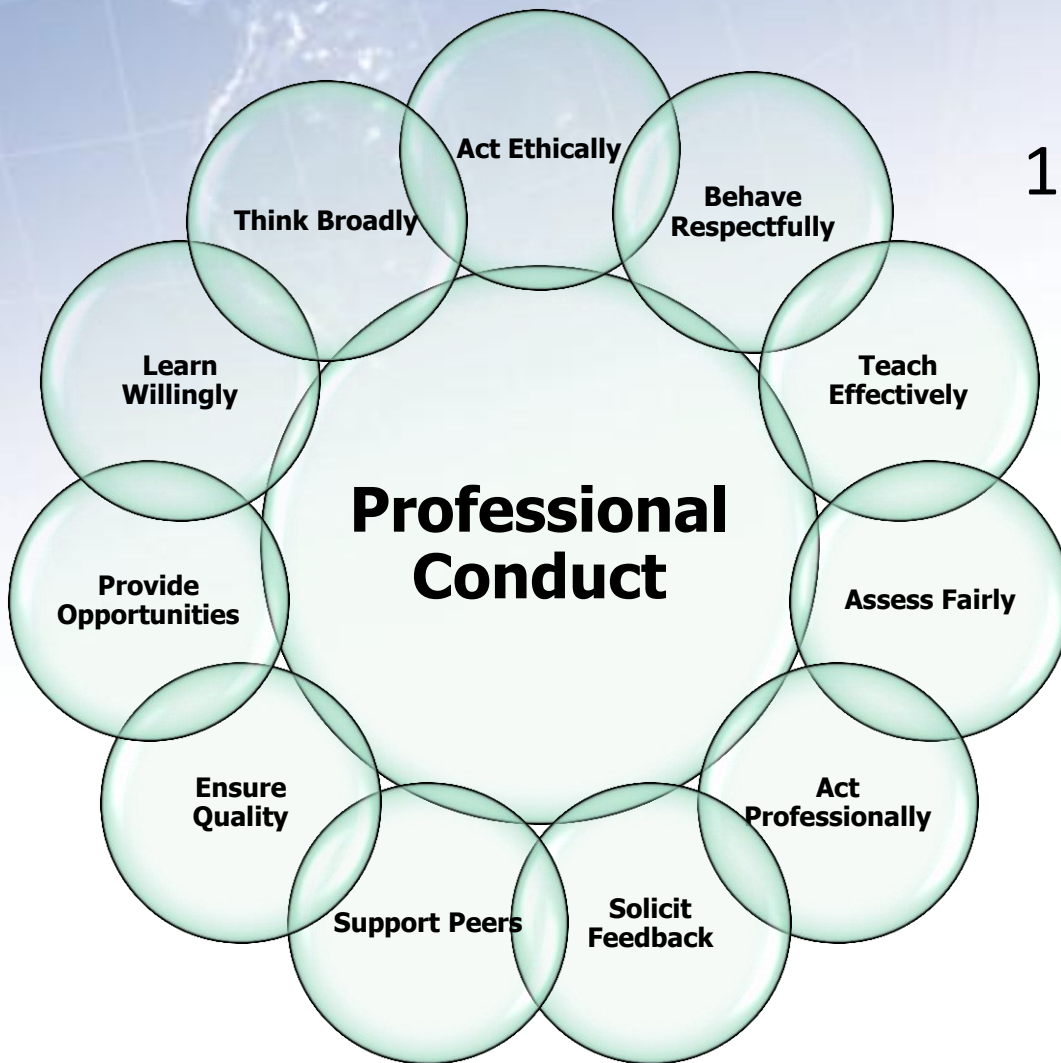 Act Ethically
Behave
Respectfully
1
Think Broadly
Learn
Willingly
Teach
Effectively
Professional
Conduct
Provide
Opportunities
Assess Fairly
Ensure
Quality
Act
Professionally
Support Peers
Solicit
Feedback